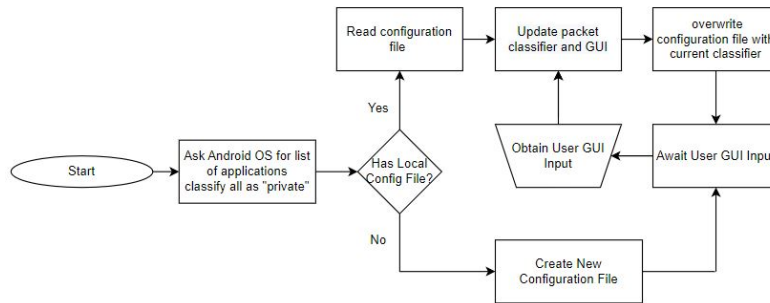 Start
Ask Android OS for list
of applications
classify all as "private"
Has Local
Config File?
Yes
No
Read configuration
file
Update packet
classifier and GUI
overwrite
configuration file with
current classifier
Obtain User GUI
Input
Await User GUI Input
Create New
Configuration File